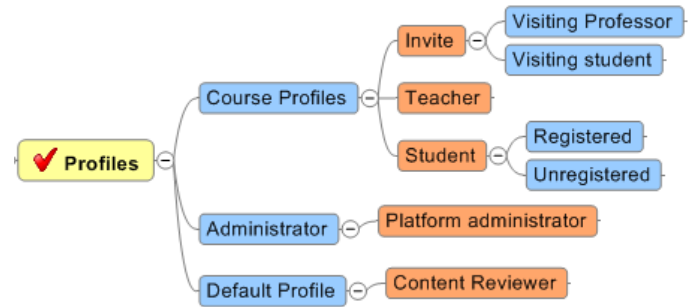 Profiles
Course Profiles
Invite
Visiting Professor
Visiting student
Teacher
Student
Registered
Unregistered
Administrator
Platform administrator
Default Profile
Content Reviewer